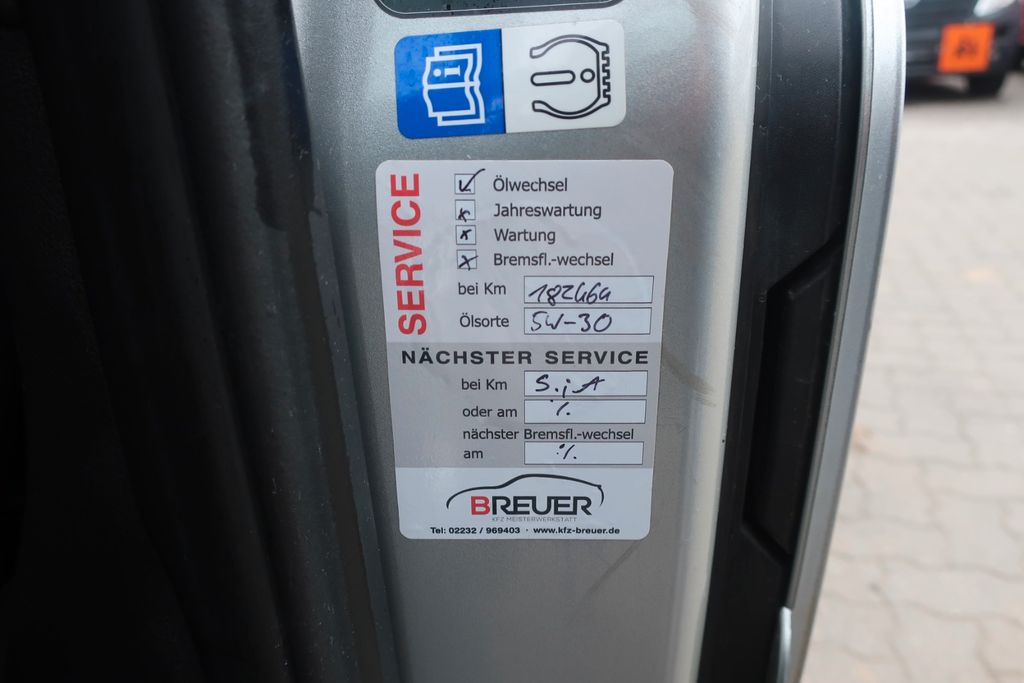 SERVICE
Ölwechsel
Jahreswartung
Wartung
Bremsfl.-wechsel
bei Km 182464
Ölsorte 5W-30
NÄCHSTER SERVICE
bei Km S.i.A
oder am ./.
nächster Bremsfl.-wechsel
am ./.
BREUER
KFZ MEISTERWERKSTATT
Tel: 02232 / 969403 · www.kfz-breuer.de